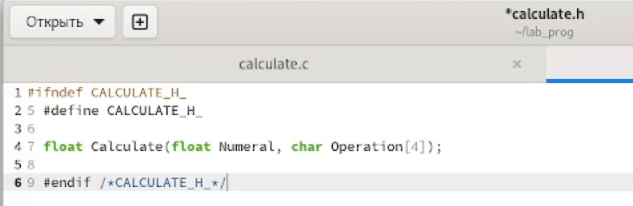 Открыть
*calculate.h
~/lab_prog
calculate.c ×
1 #ifndef CALCULATE_H_
2 5 #define CALCULATE_H_
3 6
4 7 float Calculate(float Numeral, char Operation[4]);
5 8
6 9 #endif /*CALCULATE_H_*/